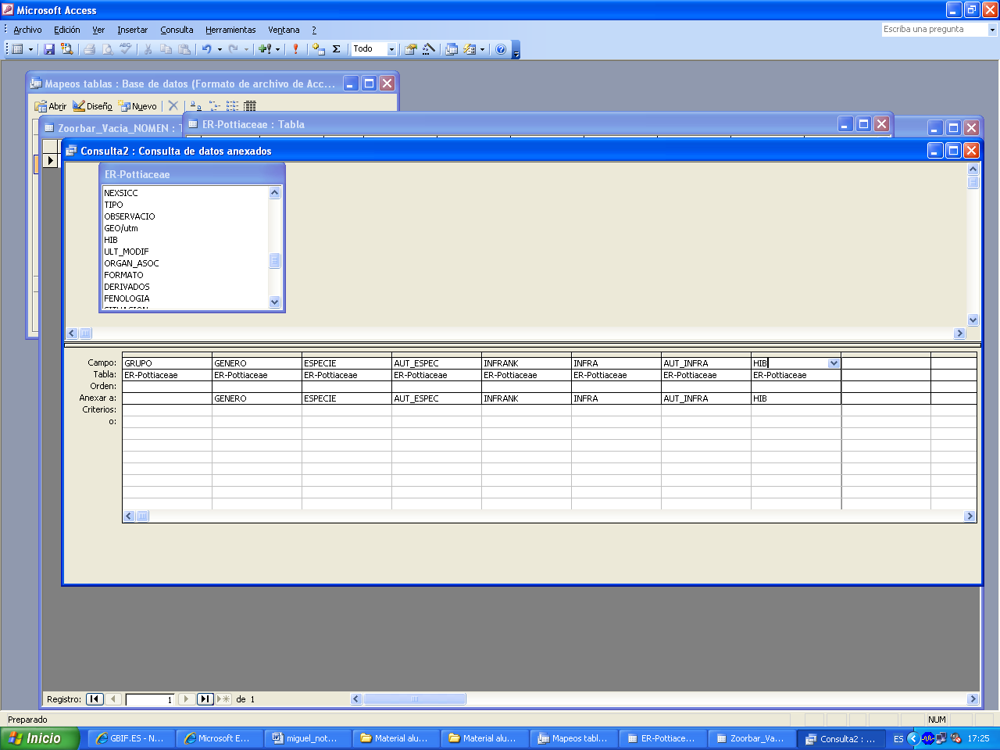 Microsoft Access
Archivo Edición Ver Insertar Consulta Herramientas Ventana ? Escriba una pregunta
Todo
Mapeos tablas : Base de datos (Formato de archivo de Acc...
Abrir Diseño Nuevo
Zoorbar_Vacia_NOMEN : T
ER-Pottiaceae : Tabla
Consulta2 : Consulta de datos anexados
ER-Pottiaceae
NEXSICC
TIPO
OBSERVACIO
GEO/utm
HIB
ULT_MODIF
ORGAN_ASOC
FORMATO
DERIVADOS
FENOLOGIA
Campo: GRUPO GENERO ESPECIE AUT_ESPEC INFRANK INFRA AUT_INFRA HIB
Tabla: ER-Pottiaceae ER-Pottiaceae ER-Pottiaceae ER-Pottiaceae ER-Pottiaceae ER-Pottiaceae ER-Pottiaceae ER-Pottiaceae
Orden:
Anexar a: GENERO ESPECIE AUT_ESPEC INFRANK INFRA AUT_INFRA HIB
Criterios:
o:
Registro: 1 de 1
Preparado NUM
Inicio GBIF.ES - N... Microsoft E... miguel_not... Material alu... Material alu... Mapeos tabl... ER-Pottiace... Zoorbar_Va... Consulta2 : ... ES 17:25